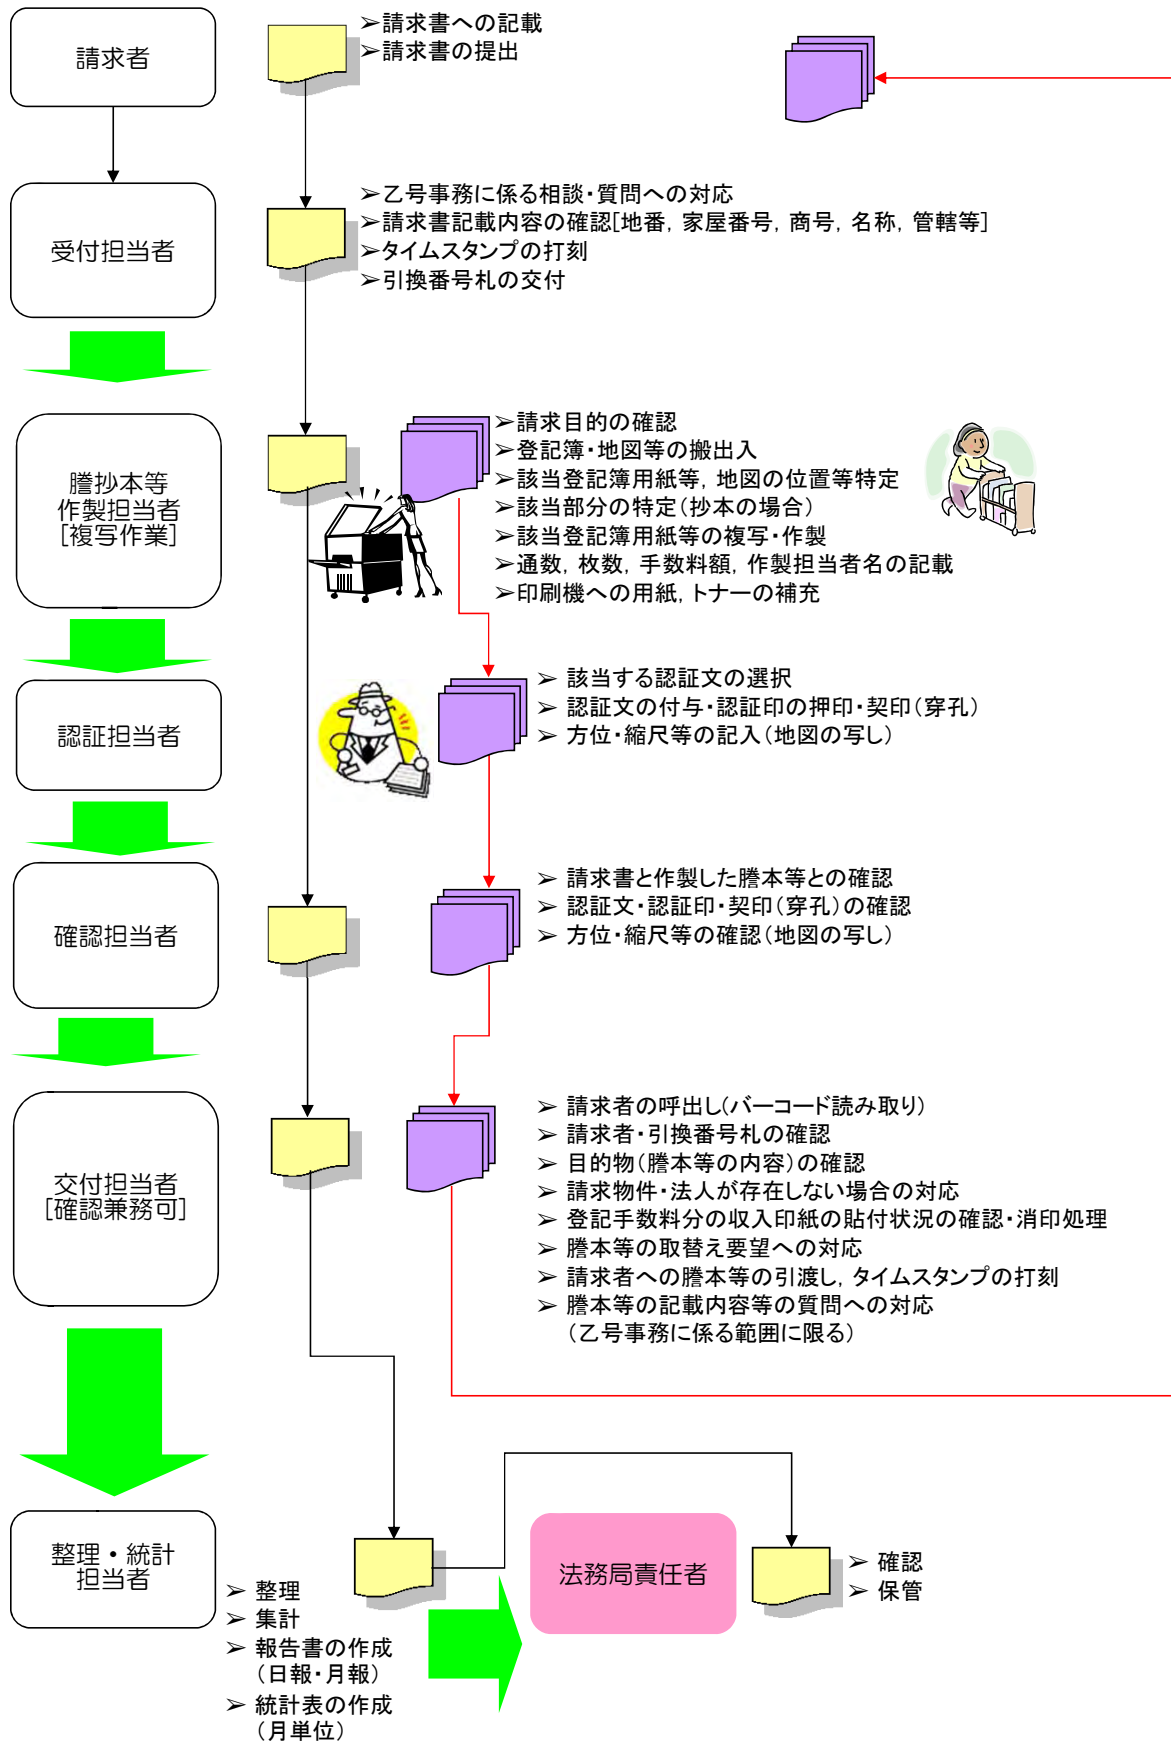 請求者
➢請求書への記載
➢請求書の提出
受付担当者
➢乙号事務に係る相談・質問への対応
➢請求書記載内容の確認[地番，家屋番号，商号，名称，管轄等]
➢タイムスタンプの打刻
➢引換番号札の交付
謄抄本等
作製担当者
[複写作業]
➢請求目的の確認
➢登記簿・地図等の搬出入
➢該当登記簿用紙等，地図の位置等特定
➢該当部分の特定（抄本の場合）
➢該当登記簿用紙等の複写・作製
➢通数，枚数，手数料額，作製担当者名の記載
➢印刷機への用紙，トナーの補充
認証担当者
➢ 該当する認証文の選択
➢ 認証文の付与・認証印の押印・契印（穿孔）
➢ 方位・縮尺等の記入（地図の写し）
確認担当者
➢ 請求書と作製した謄本等との確認
➢ 認証文・認証印・契印（穿孔）の確認
➢ 方位・縮尺等の確認（地図の写し）
交付担当者
[確認兼務可]
➢ 請求者の呼出し（バーコード読み取り）
➢ 請求者・引換番号札の確認
➢ 目的物（謄本等の内容）の確認
➢ 請求物件・法人が存在しない場合の対応
➢ 登記手数料分の収入印紙の貼付状況の確認・消印処理
➢ 謄本等の取替え要望への対応
➢ 請求者への謄本等の引渡し，タイムスタンプの打刻
➢ 謄本等の記載内容等の質問への対応
（乙号事務に係る範囲に限る）
整理・統計
担当者
➢ 整理
➢ 集計
➢ 報告書の作成
（日報・月報）
➢ 統計表の作成
（月単位）
法務局責任者
➢ 確認
➢ 保管